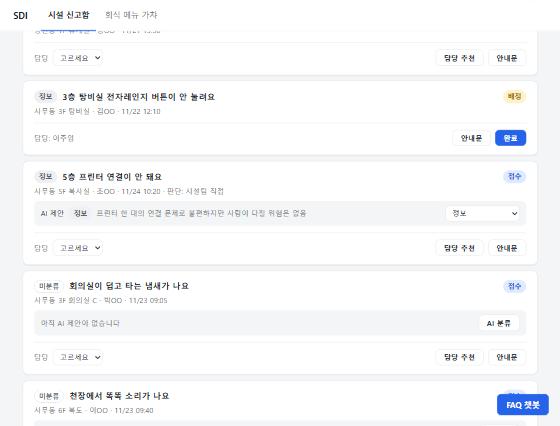 SDI 시설 신고함 회식 메뉴 가챠
담당 고르세요 담당 추천 안내문
정보 3층 탕비실 전자레인지 버튼이 안 눌려요 배정
사무동 3F 탕비실 · 김OO · 11/22 12:10
담당: 이주임 안내문 완료
정보 5층 프린터 연결이 안 돼요 접수
사무동 5F 복사실 · 조OO · 11/24 10:20 · 판단: 시설팀 직접
AI 제안 정보 프린터 한 대의 연결 문제로 불편하지만 사람이 다칠 위험은 없음 정보
담당 고르세요 담당 추천 안내문
미분류 회의실이 덥고 타는 냄새가 나요 접수
사무동 3F 회의실 C · 박OO · 11/23 09:05
아직 AI 제안이 없습니다 AI 분류
담당 고르세요 담당 추천 안내문
미분류 천장에서 똑똑 소리가 나요
사무동 6F 복도 · 이OO · 11/23 09:40
FAQ 챗봇